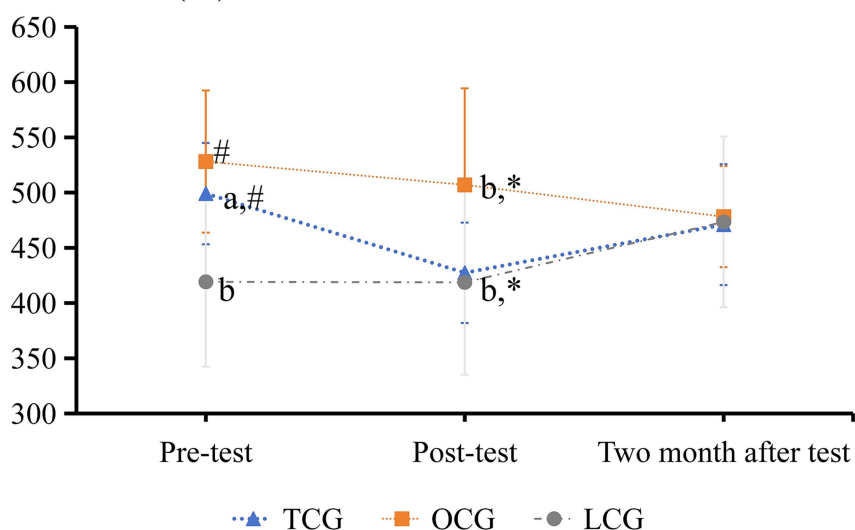 650
600
550
500
450
400
350
300
#
a,#
b
b,*
b,*
Pre-test
Post-test
Two month after test
TCG
OCG
LCG